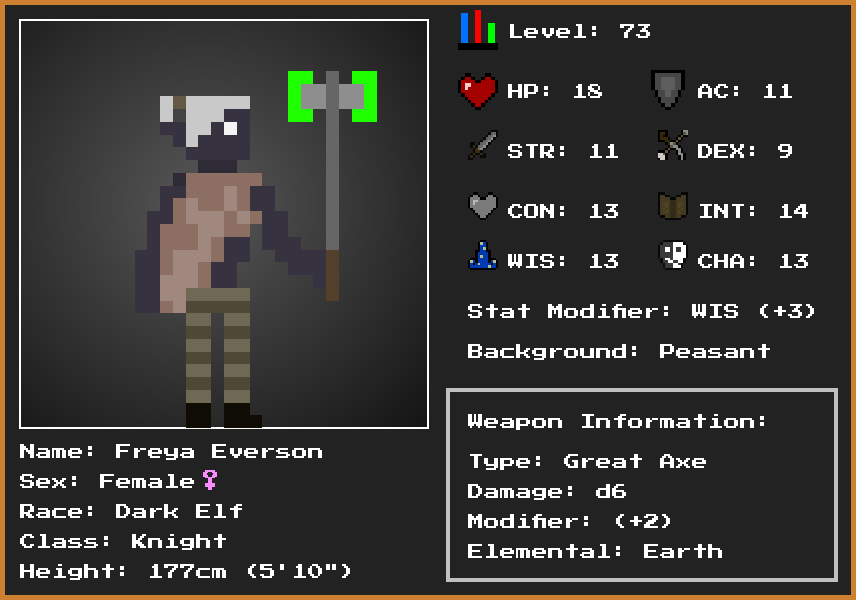 Level: 73
HP: 18 AC: 11
STR: 11 DEX: 9
CON: 13 INT: 14
WIS: 13 CHA: 13
Stat Modifier: WIS (+3)
Background: Peasant
Weapon Information:
Type: Great Axe
Damage: d6
Modifier: (+2)
Elemental: Earth
Name: Freya Everson
Sex: Female♀
Race: Dark Elf
Class: Knight
Height: 177cm (5'10")